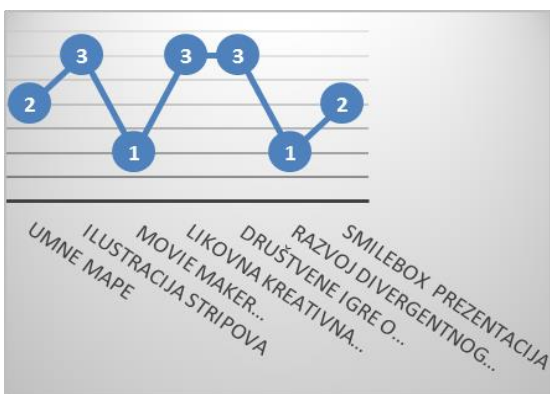 2
3
1
3
3
1
2
UMNE MAPE
ILUSTRACIJA STRIPOVA
MOVIE MAKER...
LIKOVNA KREATIVNA...
DRUŠTVENE IGRE O...
RAZVOJ DIVERGENTNOG...
SMILEBOX PREZENTACIJA